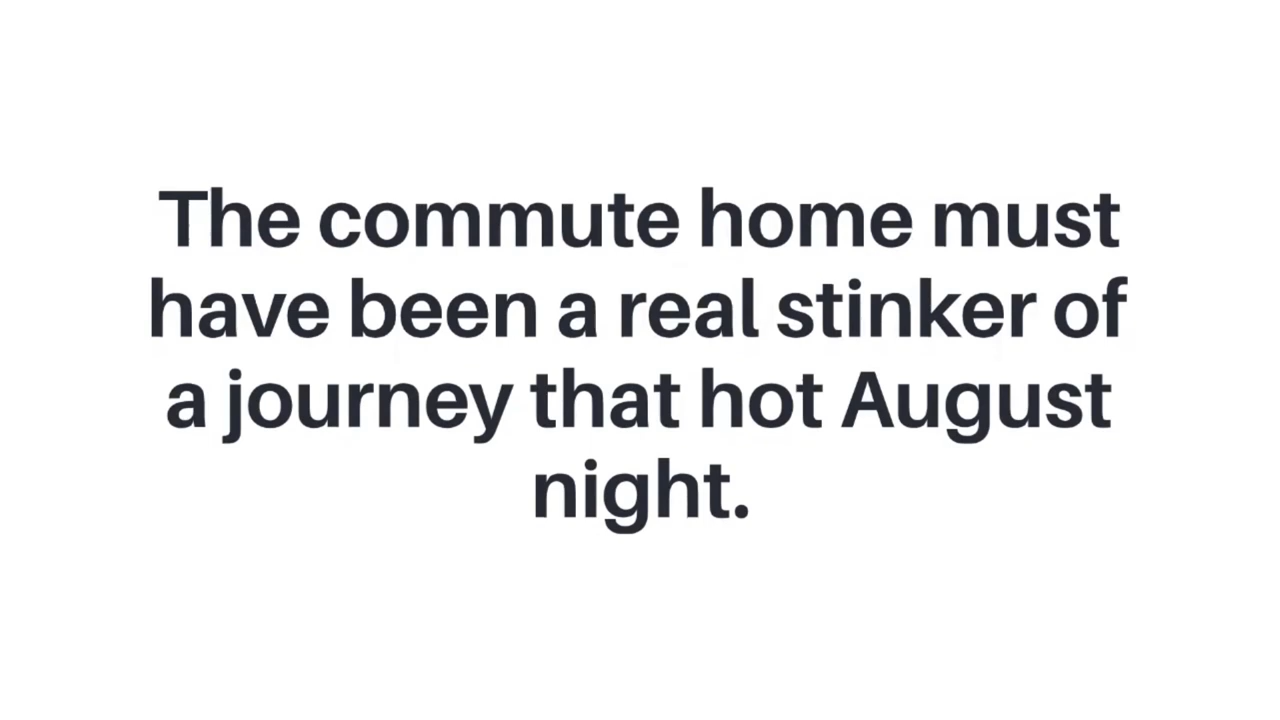 The commute home must
have been a real stinker of
a journey that hot August
night.